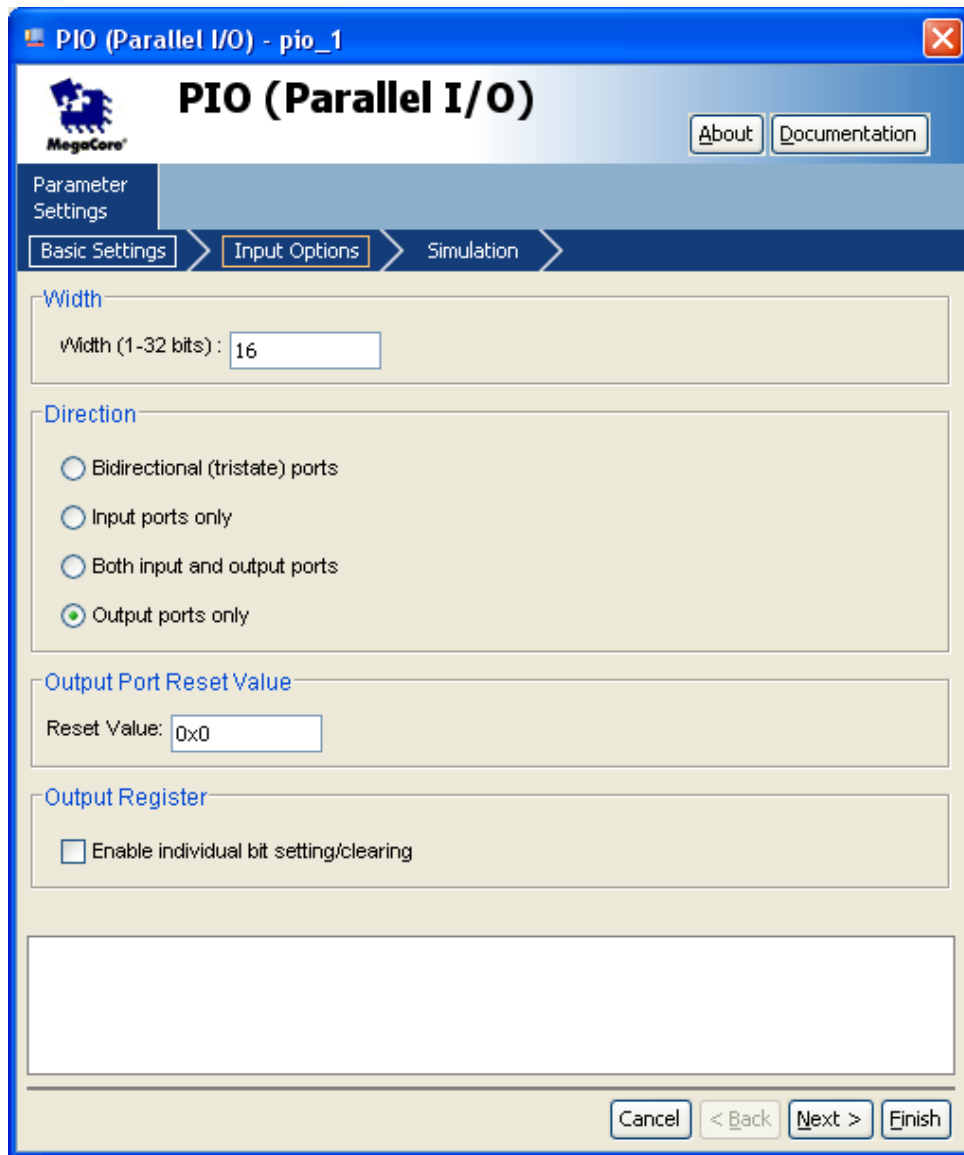 PIO (Parallel I/O) - pio_1
PIO (Parallel I/O)
MegaCore®
About
Documentation
Parameter
Settings
Basic Settings
Input Options
Simulation
Width
Width (1-32 bits) :
16
Direction
Bidirectional (tristate) ports
Input ports only
Both input and output ports
Output ports only
Output Port Reset Value
Reset Value:
0x0
Output Register
Enable individual bit setting/clearing
Cancel
< Back
Next >
Finish